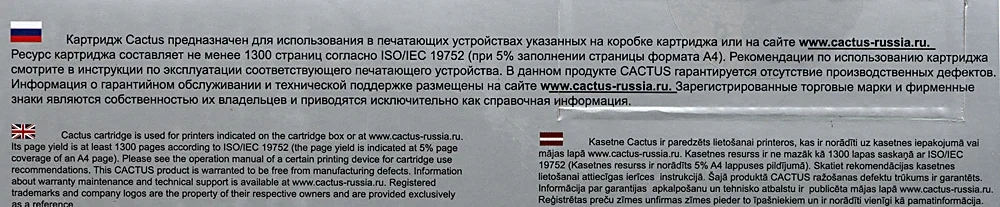 Картридж Cactus предназначен для использования в печатающих устройствах указанных на коробке картриджа или на сайте www.cactus-russia.ru.
Ресурс картриджа составляет не менее 1300 страниц согласно ISO/IEC 19752 (при 5% заполнении страницы формата А4). Рекомендации по использованию картриджа
смотрите в инструкции по эксплуатации соответствующего печатающего устройства. В данном продукте CACTUS гарантируется отсутствие производственных дефектов.
Информация о гарантийном обслуживании и технической поддержке размещены на сайте www.cactus-russia.ru. Зарегистрированные торговые марки и фирменные
знаки являются собственностью их владельцев и приводятся исключительно как справочная информация.
Cactus cartridge is used for printers indicated on the cartridge box or at www.cactus-russia.ru.
Its page yield is at least 1300 pages according to ISO/IEC 19752 (the page yield is indicated at 5% page
coverage of an A4 page). Please see the operation manual of a certain printing device for cartridge use
recommendations. This CACTUS product is warranted to be free from manufacturing defects. Information
about warranty maintenance and technical support is available at www.cactus-russia.ru. Registered
trademarks and company logos are the property of their respective owners and are provided exclusively
as a reference.
Kasetne Cactus ir paredzēts lietošanai printeros, kas ir norādīti uz kasetnes iepakojumā vai
mājas lapā www.cactus-russia.ru. Kasetnes resurss ir ne mazāk kā 1300 lapas saskaņā ar ISO/IEC
19752 (Kasetnes resurss ir norādīts 5% A4 lappuses pildījumā). Skatiet rekomendācijas kasetnes
lietošanai attiecīgas ierīces instrukcijā. Šajā produktā CACTUS ražošanas defektu trūkums ir garantēts.
Informācija par garantijas apkalpošanu un tehnisko atbalstu ir publicēta mājas lapā www.cactus-russia.ru.
Reģistrētas preču zīmes unfirmas zīmes pieder to īpašniekiem un ir norādīti vienīgi kā pamatinformācija.